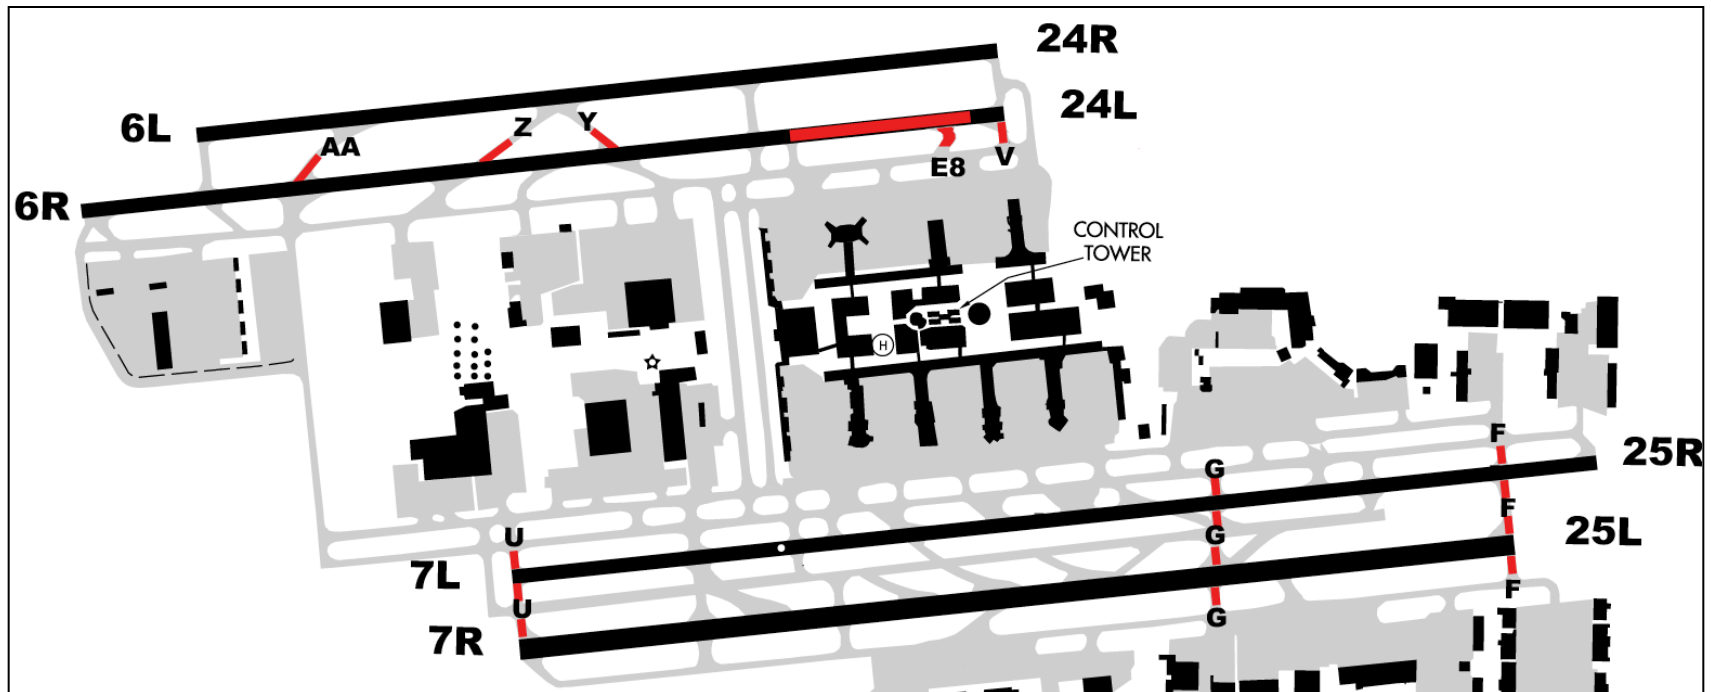 24R
24L
6L
Z
Y
AA
E8
V
6R
CONTROL
TOWER
H
F
25R
G
F
25L
U
G
7L
F
U
G
7R